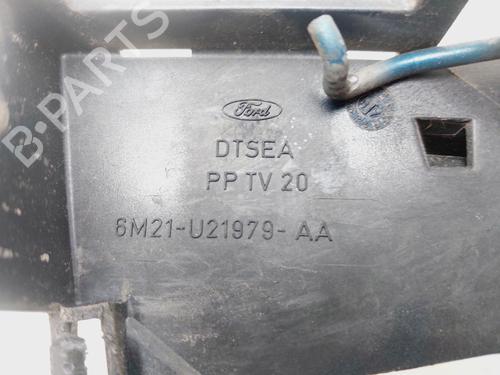 B-PARTS
Ford
DTSEA
PP TV 20
6M21-U21979-AA